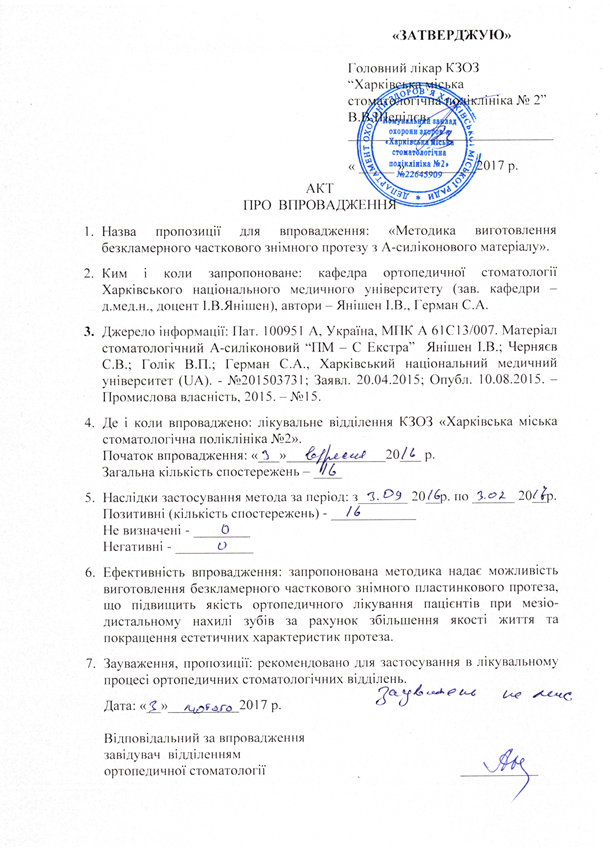 «ЗАТВЕРДЖУЮ»
Головний лікар КЗОЗ
“Харківська міська
стоматологічна поліклініка № 2”
В.В.Шепілєв
« » 2017 р.
ДЕПАРТАМЕНТ ОХОРОНИ ЗДОРОВ'Я ХАРКІВСЬКОЇ МІСЬКОЇ РАДИ
Комунальний заклад
охорони здоров'я
«Харківська міська
стоматологічна
поліклініка №2»
№22645909
АКТ
ПРО ВПРОВАДЖЕННЯ
1. Назва пропозиції для впровадження: «Методика виготовлення
безкламерного часткового знімного протезу з А-силіконового матеріалу».
2. Ким і коли запропоноване: кафедра ортопедичної стоматології
Харківського національного медичного університету (зав. кафедри –
д.мед.н., доцент І.В.Янішен), автори – Янішен І.В., Герман С.А.
3. Джерело інформації: Пат. 100951 А, Україна, МПК А 61С13/007. Матеріал
стоматологічний А-силіконовий “ПМ – С Екстра” Янішен І.В.; Черняєв
С.В.; Голік В.П.; Герман С.А., Харківський національний медичний
університет (UA). - №201503731; Заявл. 20.04.2015; Опубл. 10.08.2015. –
Промислова власність, 2015. – №15.
4. Де і коли впроваджено: лікувальне відділення КЗОЗ «Харківська міська
стоматологічна поліклініка №2».
Початок впровадження: « 3 » вересня 2016 р.
Загальна кількість спостережень – 16
5. Наслідки застосування метода за період: з 3.09 2016р. по 3.02 2017р.
Позитивні (кількість спостережень) - 16
Не визначені - 0
Негативні - 0
6. Ефективність впровадження: запропонована методика надає можливість
виготовлення безкламерного часткового знімного пластинкового протеза,
що підвищить якість ортопедичного лікування пацієнтів при мезіо-
дистальному нахилі зубів за рахунок збільшення якості життя та
покращення естетичних характеристик протеза.
7. Зауваження, пропозиції: рекомендовано для застосування в лікувальному
процесі ортопедичних стоматологічних відділень.
Зауважень не має
Дата: « 3 » лютого 2017 р.
Відповідальний за впровадження
завідувач відділенням
ортопедичної стоматології